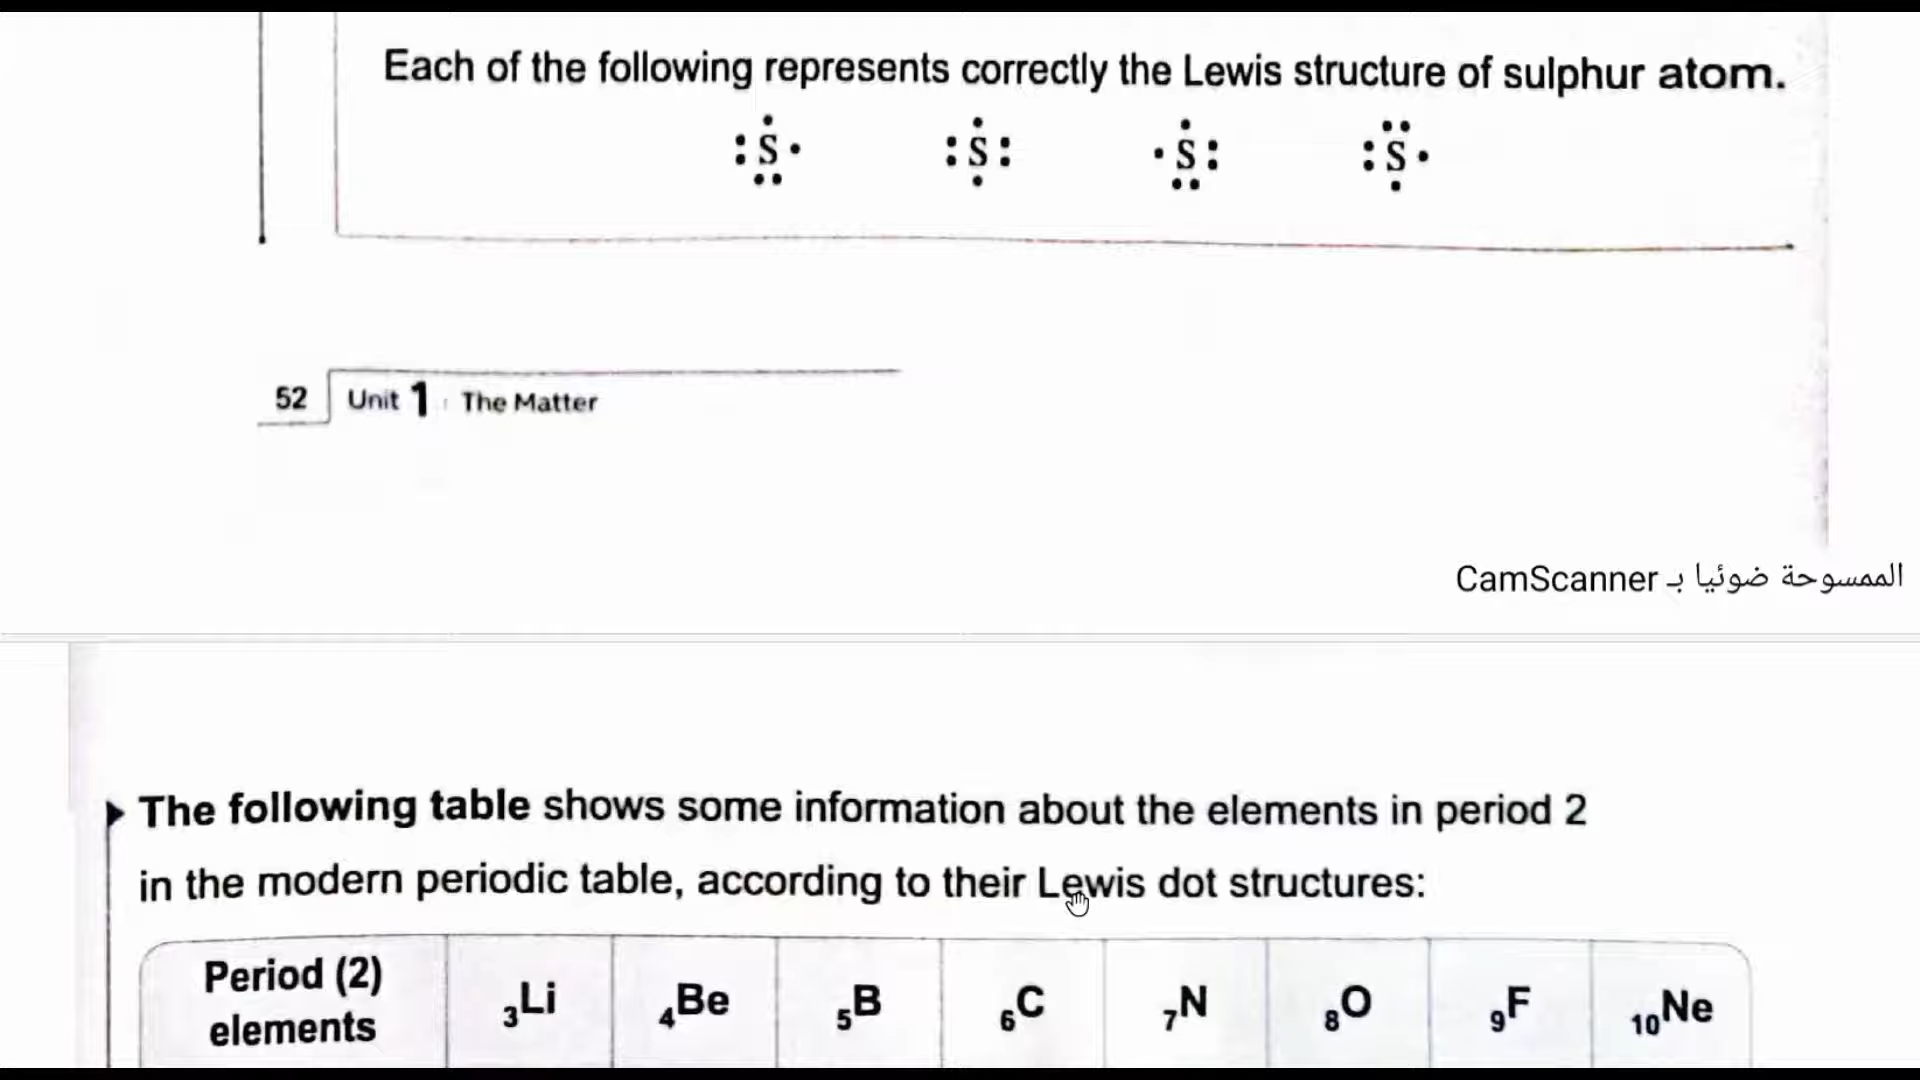 Each of the following represents correctly the Lewis structure of sulphur atom.
S S S S
52 Unit 1 The Matter
الممسوحة ضوئيا بـ CamScanner
The following table shows some information about the elements in period 2
in the modern periodic table, according to their Lewis dot structures:
Period (2) elements
₃Li ₄Be ₅B ₆C ₇N ₈O ₉F ₁₀Ne